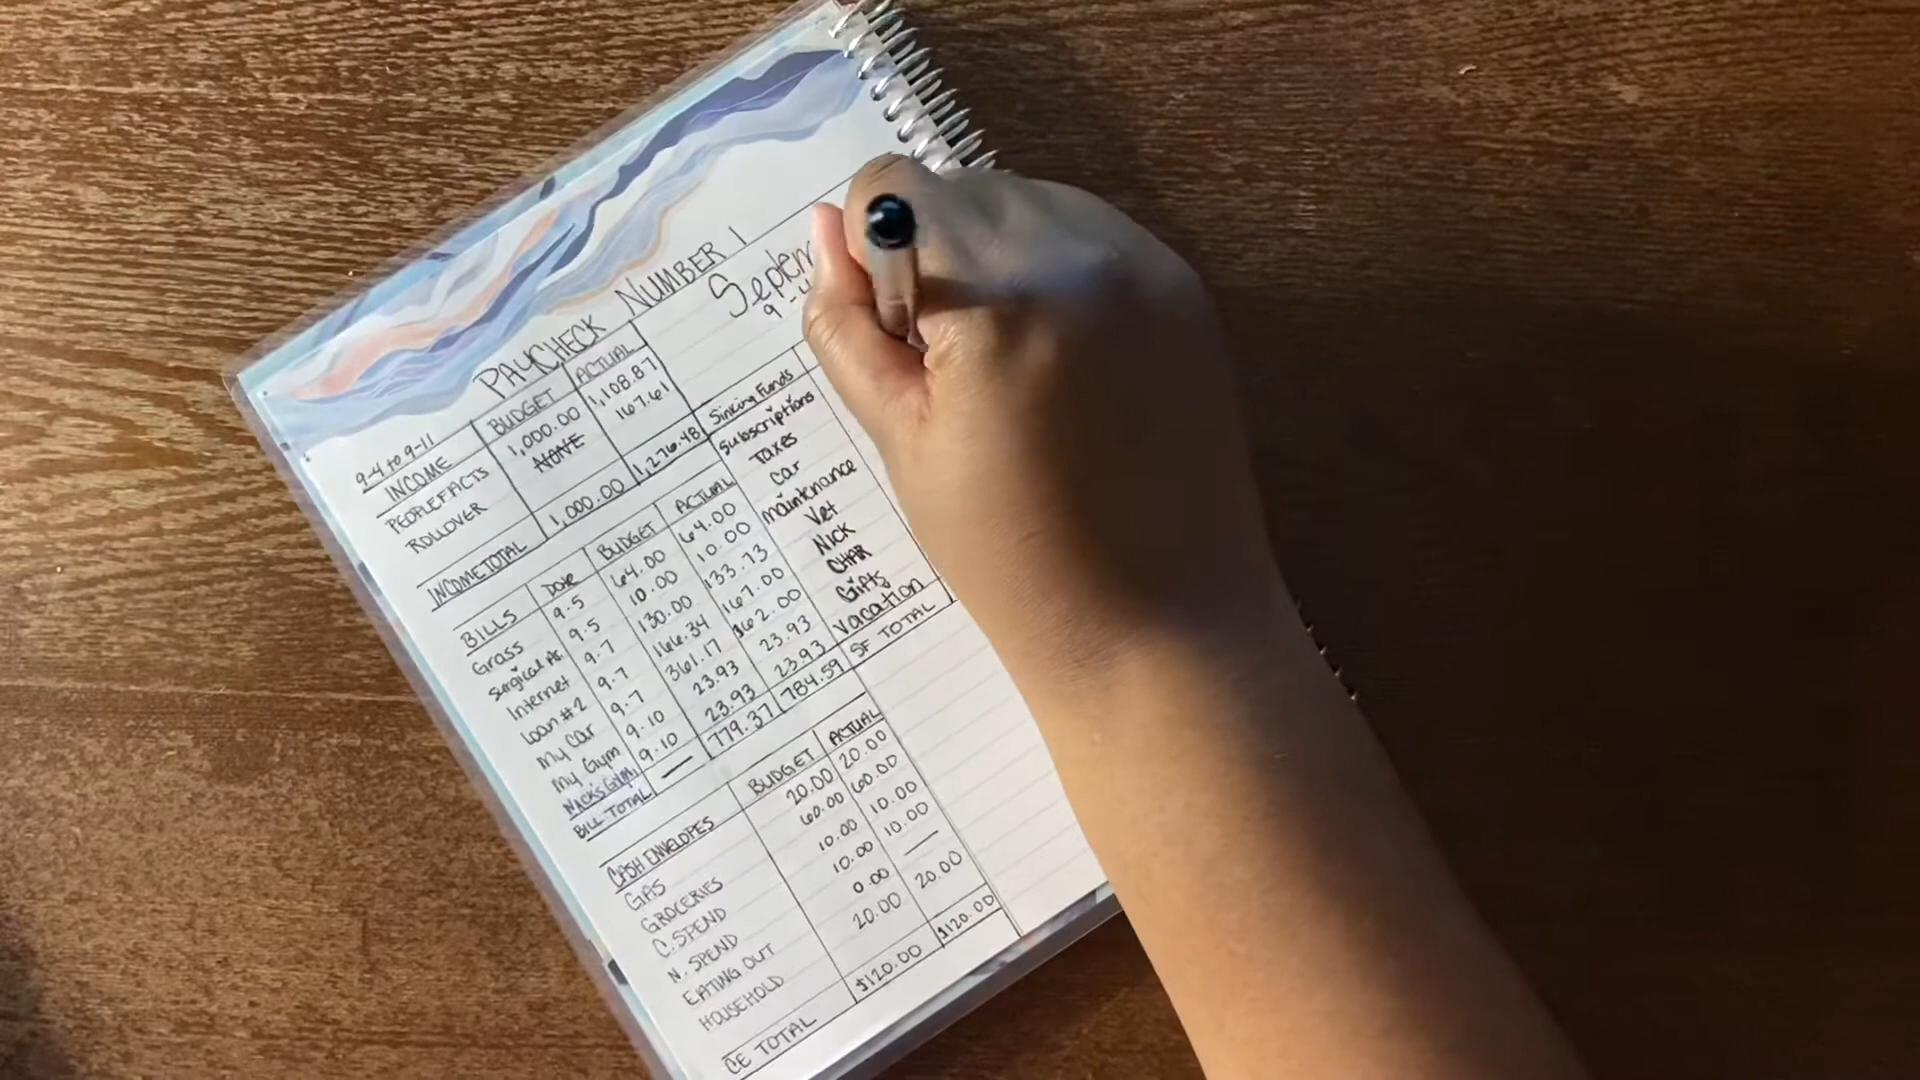 PAYCHECK NUMBER 1
Septem
9-4
9-4 to 9-11
INCOME BUDGET ACTUAL
PEOPLEFACTS 1,000.00 1,108.87
ROLLOVER NONE 167.61
INCOME TOTAL 1,000.00 1,276.48
BILLS Date BUDGET ACTUAL
Grass 9.5 64.00 64.00
Surgical As. 9.5 10.00 10.00
Internet 9.7 130.00 133.73
Loan #2 9.7 166.34 167.00
My Car 9.7 361.17 362.00
My Gym 9.10 23.93 23.93
Nick's Gym 9.10 23.93 23.93
BILL TOTAL — 779.37 784.59
Sinking Funds
Subscriptions
Taxes
Car
maintenance
Vet
NICK
CHAR
Gifts
Vacation
SF TOTAL
CASH ENVELOPES BUDGET ACTUAL
GAS 20.00 20.00
GROCERIES 60.00 60.00
C. SPEND 10.00 10.00
N. SPEND 10.00 10.00
EATING OUT 0.00 —
HOUSEHOLD 20.00 20.00
CE TOTAL $120.00 $120.00